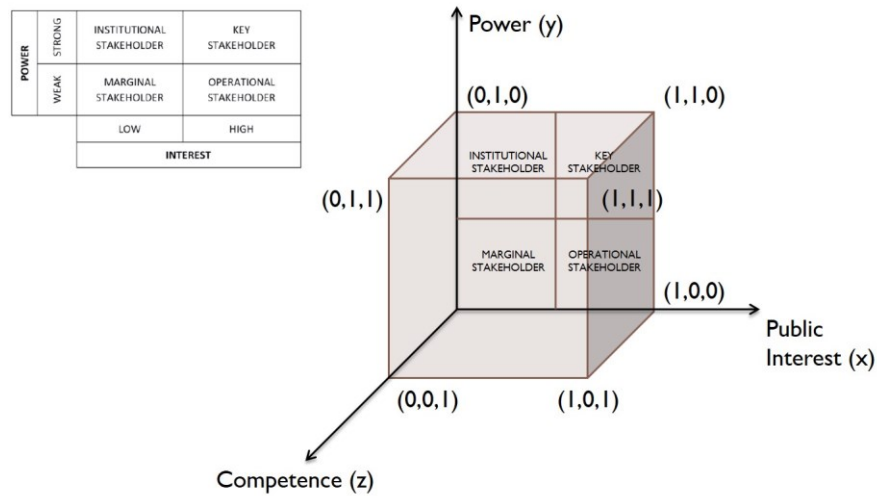 POWER
STRONG
INSTITUTIONAL
STAKEHOLDER
KEY
STAKEHOLDER
WEAK
MARGINAL
STAKEHOLDER
OPERATIONAL
STAKEHOLDER
LOW
HIGH
INTEREST
Power (y)
(0,1,0)
(1,1,0)
INSTITUTIONAL
STAKEHOLDER
KEY
STAKEHOLDER
(0,1,1)
(1,1,1)
MARGINAL
STAKEHOLDER
OPERATIONAL
STAKEHOLDER
(1,0,0)
Public
Interest (x)
(0,0,1)
(1,0,1)
Competence (z)